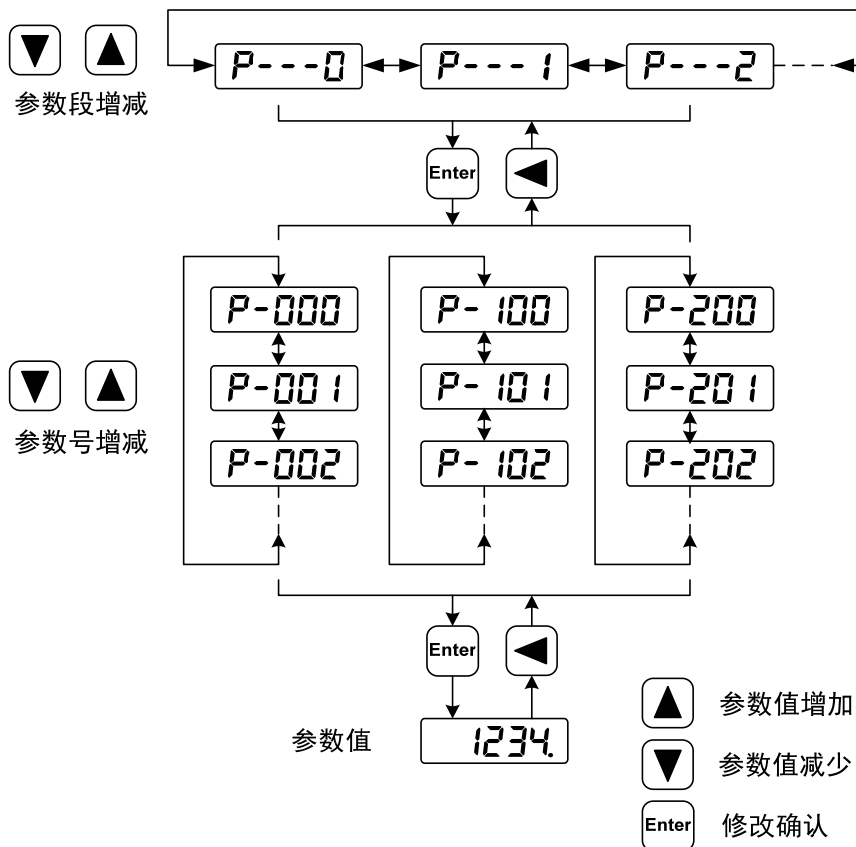 P---0 P---1 P---2
参数段增减
Enter
P-000 P-100 P-200
P-001 P-101 P-201
参数号增减
P-002 P-102 P-202
Enter
参数值 1234.
参数值增加
参数值减少
Enter 修改确认